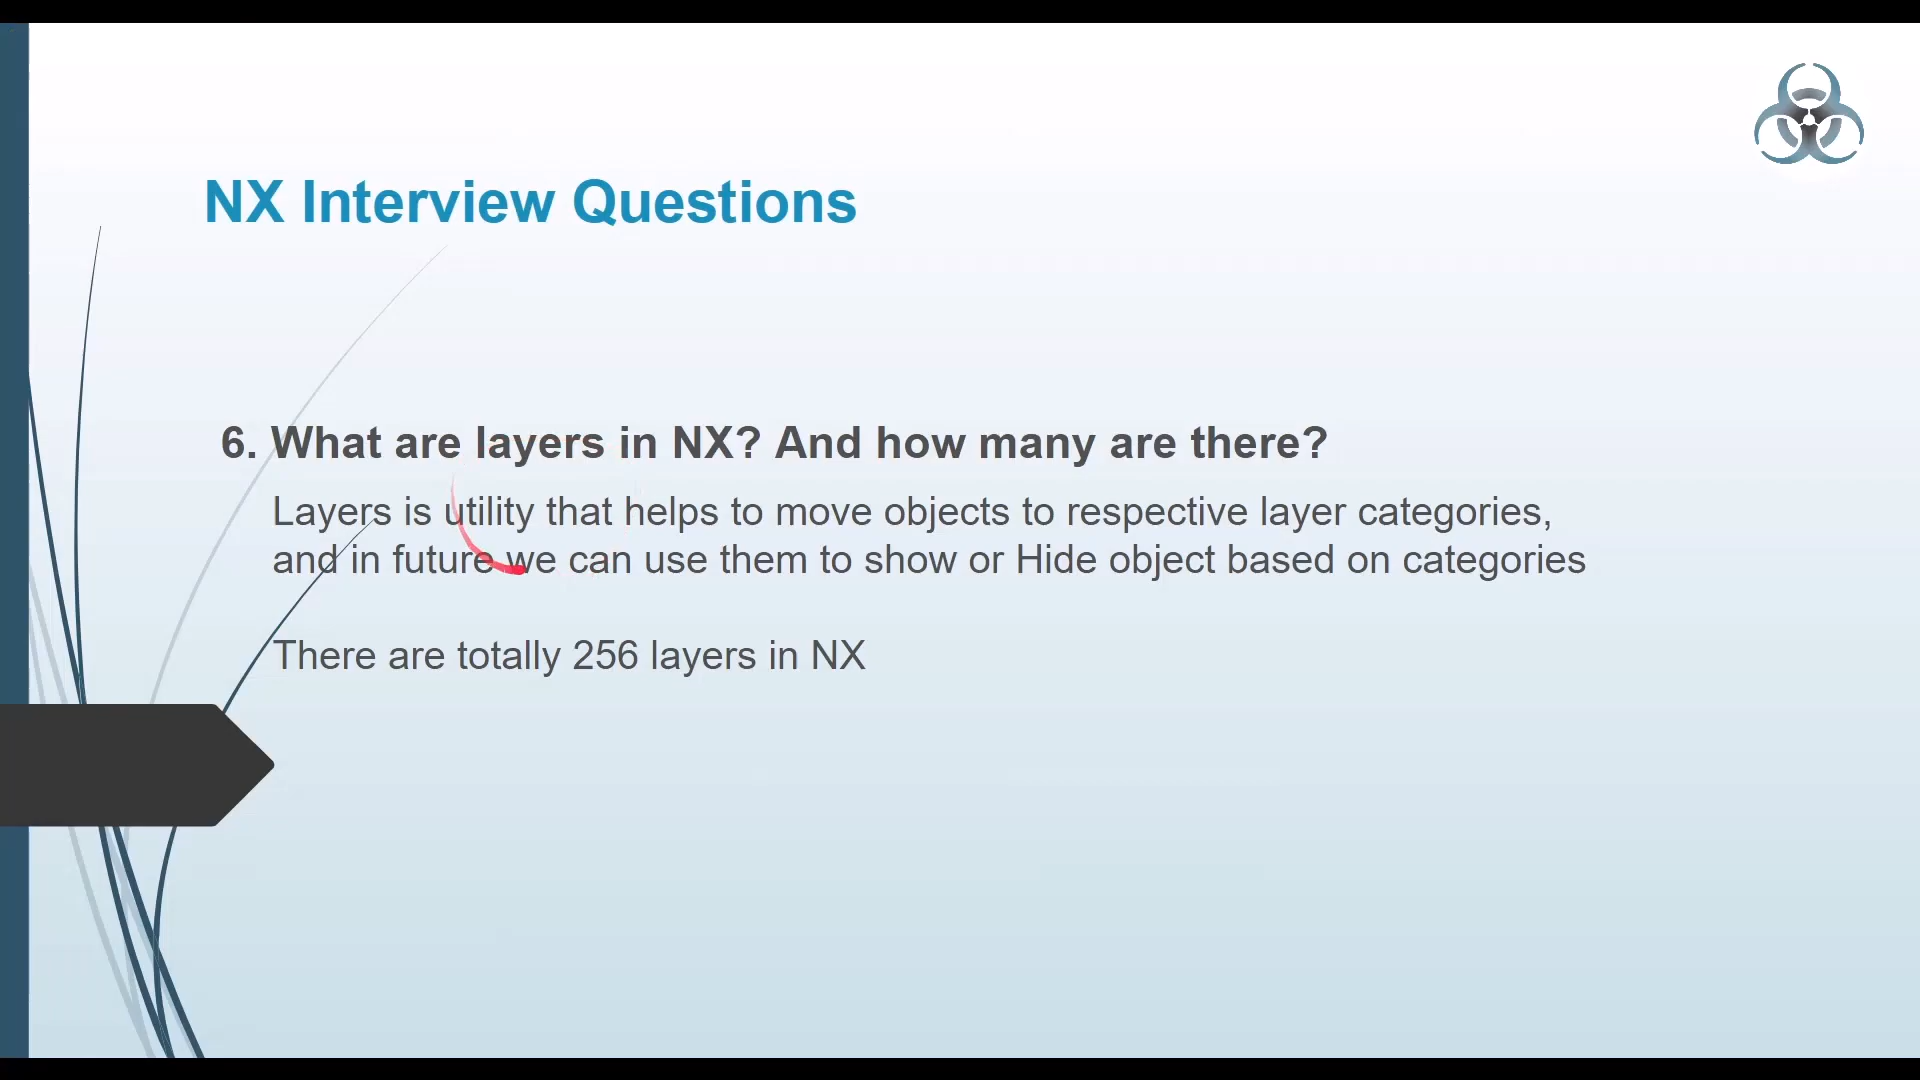 NX Interview Questions
6. What are layers in NX? And how many are there?
Layers is utility that helps to move objects to respective layer categories,
and in future we can use them to show or Hide object based on categories
There are totally 256 layers in NX